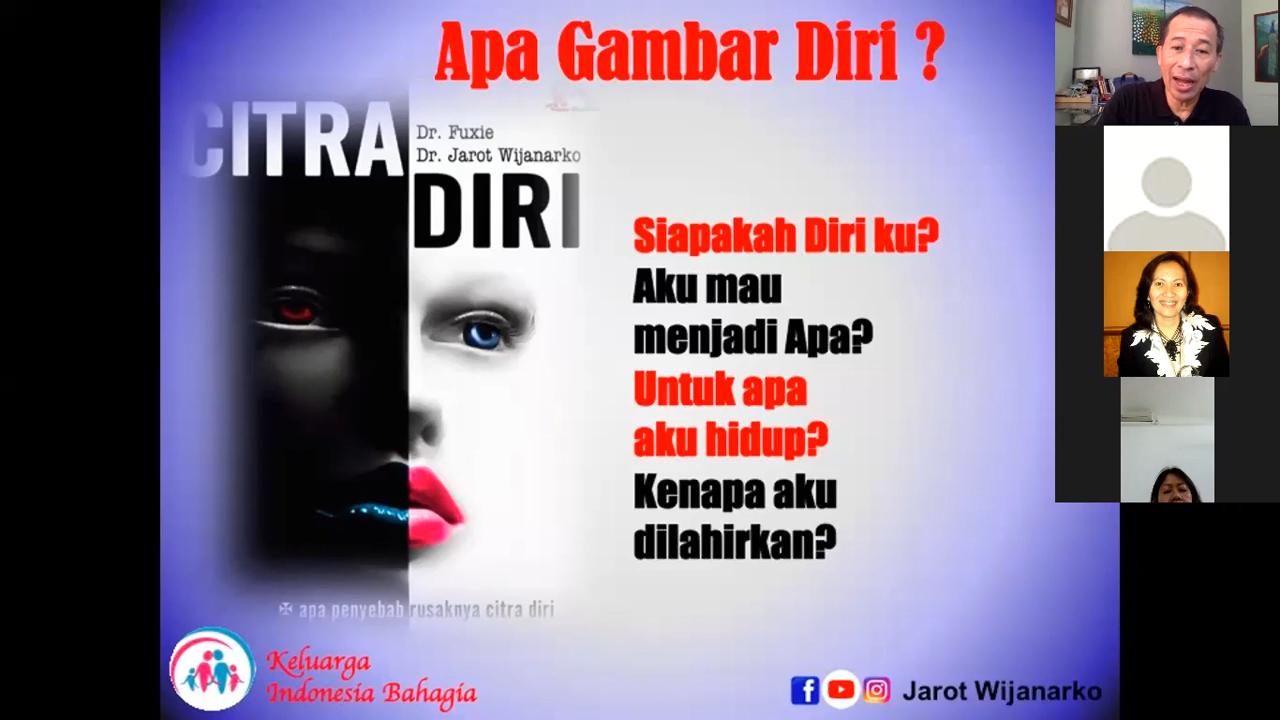 Apa Gambar Diri ?
CITRA
Dr. Fuxie
Dr. Jarot Wijanarko
DIRI
Siapakah Diri ku?
Aku mau
menjadi Apa?
Untuk apa
aku hidup?
Kenapa aku
dilahirkan?
✠ apa penyebab rusaknya citra diri
Keluarga
Indonesia Bahagia
Jarot Wijanarko